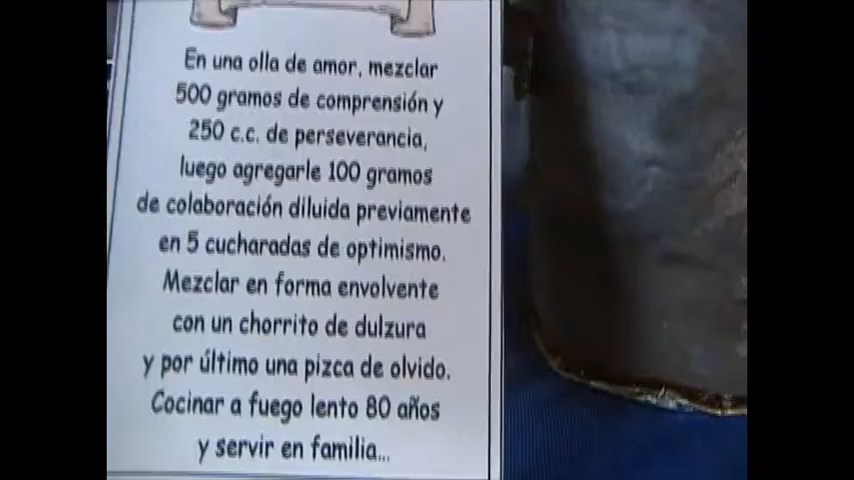 En una olla de amor, mezclar
500 gramos de comprensión y
250 c.c. de perseverancia,
luego agregarle 100 gramos
de colaboración diluida previamente
en 5 cucharadas de optimismo.
Mezclar en forma envolvente
con un chorrito de dulzura
y por último una pizca de olvido.
Cocinar a fuego lento 80 años
y servir en familia...